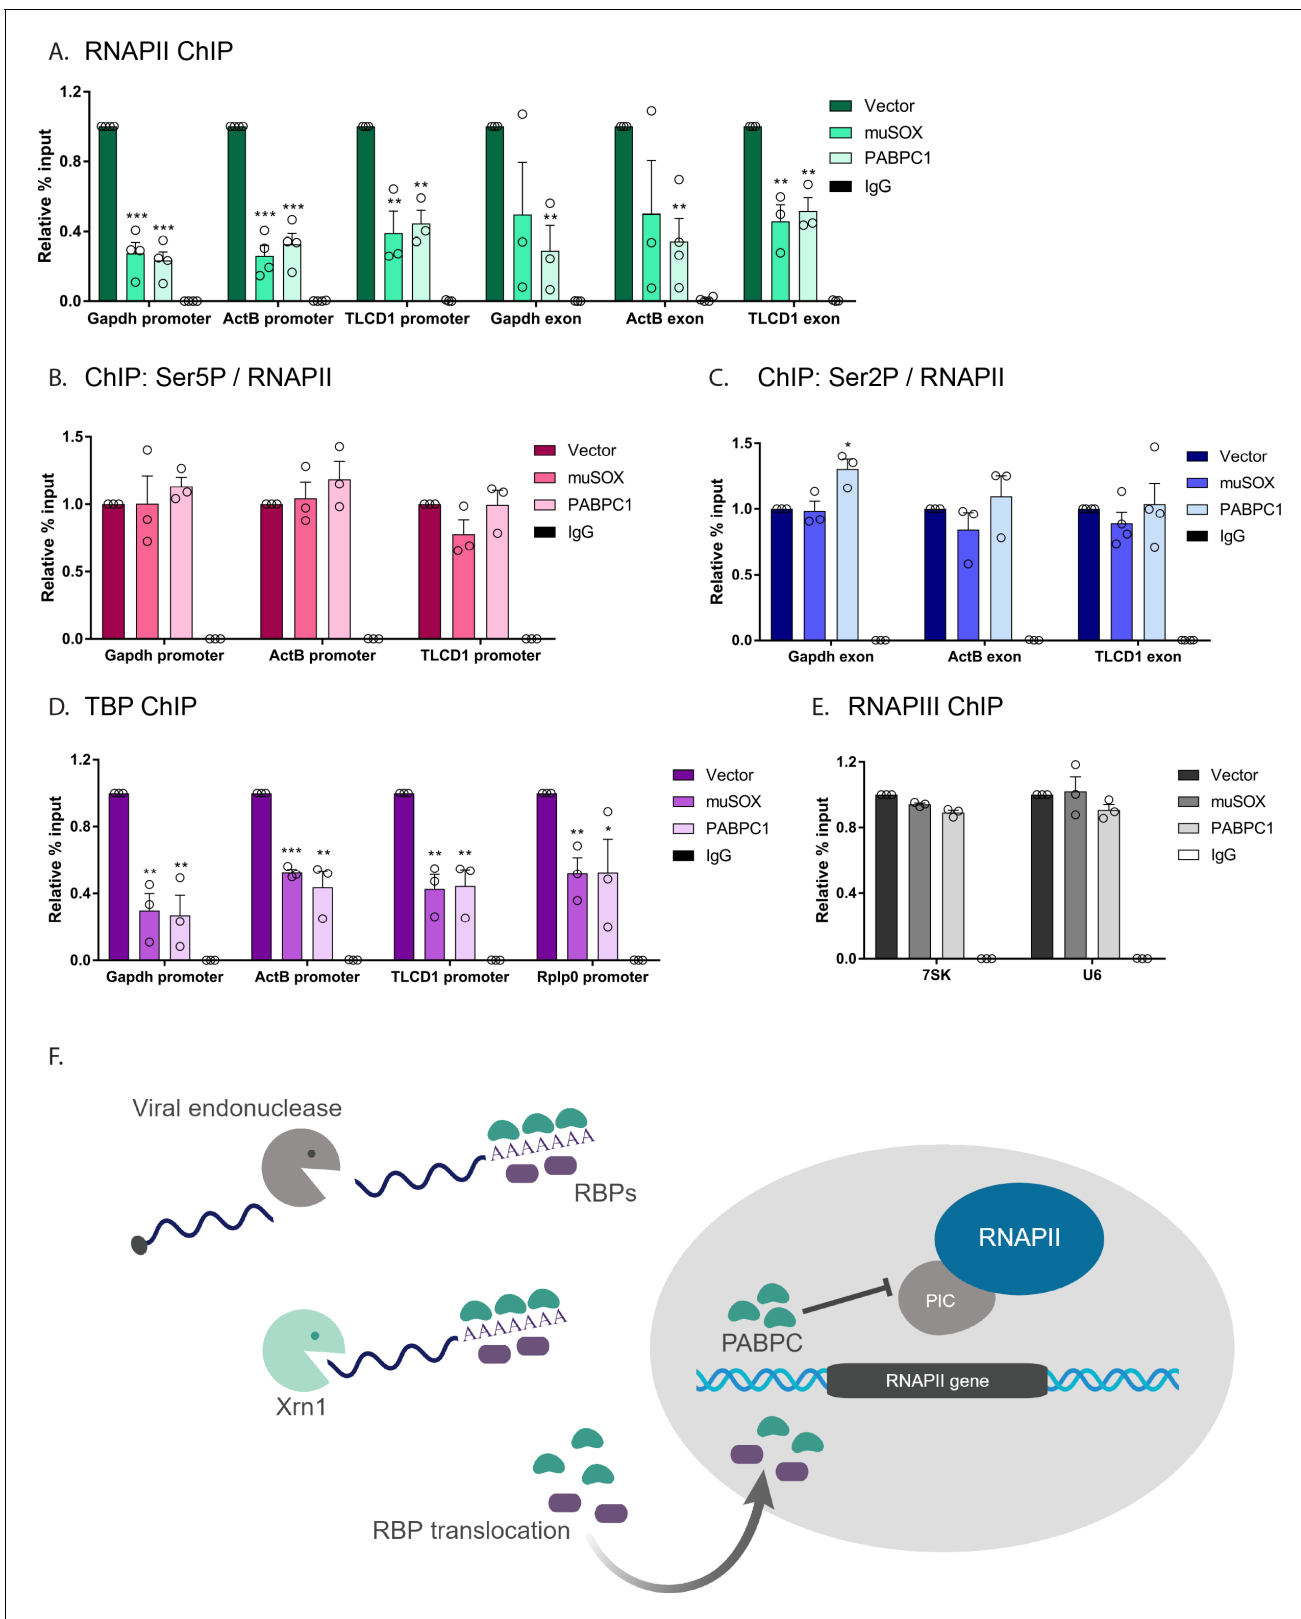 A. RNAPII ChIP
Relative % input
1.2
0.8
0.4
0.0
*** *** *** *** ** ** ** ** ** **
Gapdh promoter ActB promoter TLCD1 promoter Gapdh exon ActB exon TLCD1 exon
Vector
muSOX
PABPC1
IgG
B. ChIP: Ser5P / RNAPII
Relative % input
1.5
1.0
0.5
0.0
Gapdh promoter ActB promoter TLCD1 promoter
Vector
muSOX
PABPC1
IgG
C. ChIP: Ser2P / RNAPII
Relative % input
1.5
1.0
0.5
0.0
*
Gapdh exon ActB exon TLCD1 exon
Vector
muSOX
PABPC1
IgG
D. TBP ChIP
Relative % input
1.2
0.8
0.4
0.0
** ** *** ** ** ** ** *
Gapdh promoter ActB promoter TLCD1 promoter Rplp0 promoter
Vector
muSOX
PABPC1
IgG
E. RNAPIII ChIP
Relative % input
1.2
0.8
0.4
0.0
7SK U6
Vector
muSOX
PABPC1
IgG
F.
Viral endonuclease
AAAAAAA
RBPs
AAAAAAA
Xrn1
RBP translocation
RNAPII
PIC
PABPC
RNAPII gene